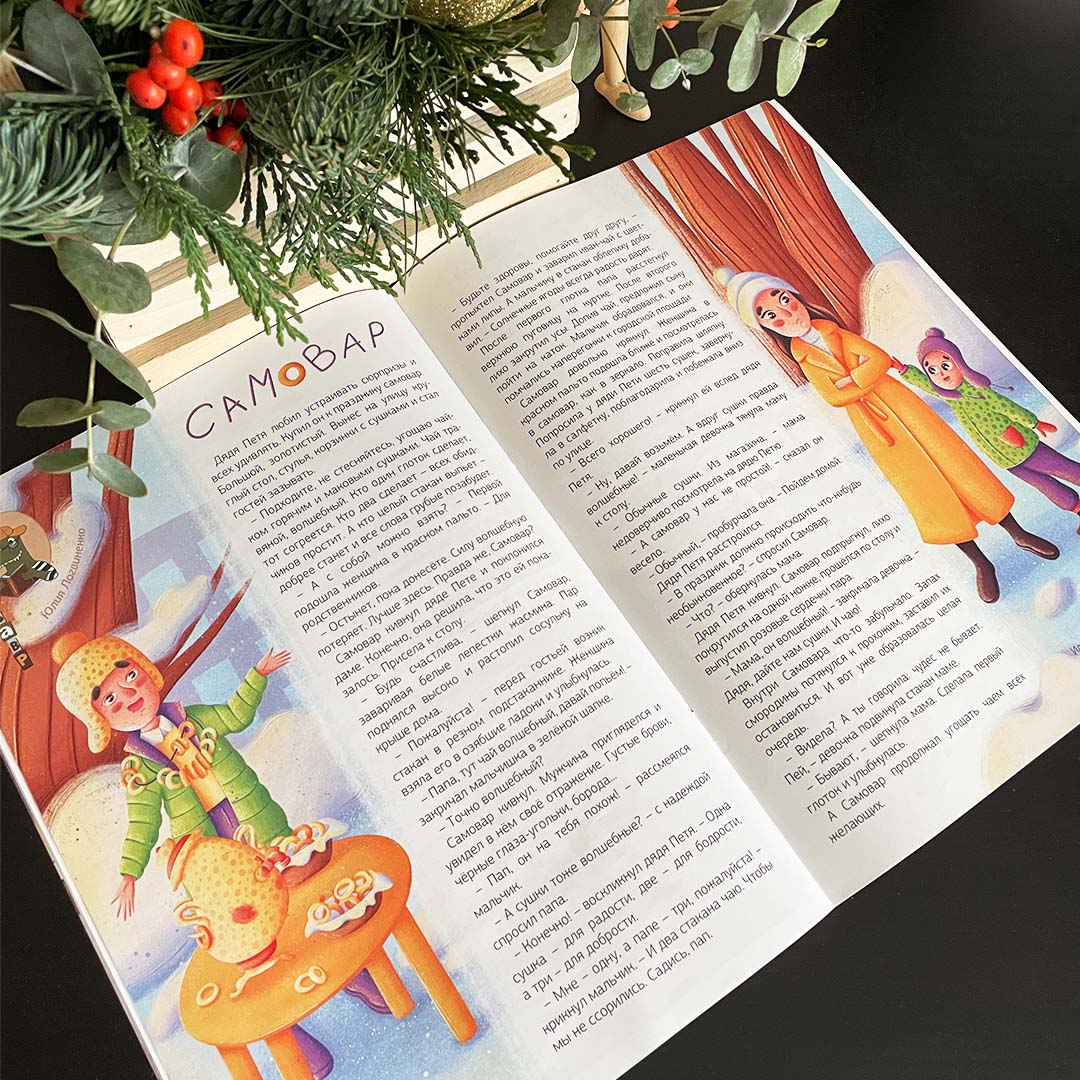 САМОВАР
Дядя Петя любил устраивать сюрпризы и
всех удивлять. Купил он к празднику самовар
Большой, золотистый. Вынес на улицу кру-
глый стол, стулья, корзинки с сушками и стал
гостей зазывать.
– Подходите, не стесняйтесь, угощаю чай-
ком горячим и маковыми сушками. Чай тра-
вяной, волшебный. Кто один глоток сделает,
тот согреется. Кто два сделает – всех обид-
чиков простит. А кто целый стакан выпьет –
добрее станет и все слова грубые позабудет.
– А с собой можно взять? – Первой
подошла женщина в красном пальто. – Для
родственников.
– Остынет, пока донесёте. Силу волшебную
потеряет. Лучше здесь. Правда же, Самовар?
Самовар кивнул дяде Пете и поклонился
даме. Конечно, она решила, что это ей пока-
залось. Присела к столу.
– Будь счастлива, – шепнул Самовар,
заваривая белые лепестки жасмина. Пар
поднялся высоко и растопил сосульку на
крыше дома.
– Пожалуйста! – перед гостьей возник
стакан в резном подстаканнике. Женщина
взяла его в озябшие ладони и улыбнулась.
– Папа, тут чай волшебный, давай попьём! –
закричал мальчишка в зелёной шапке.
– Точно волшебный?
Самовар кивнул. Мужчина пригляделся и
увидел в нём своё отражение. Густые брови,
чёрные глаза-угольки, борода...
– Пап, он на тебя похож! – рассмеялся
мальчик.
– А сушки тоже волшебные? – с надеждой
спросил папа.
– Конечно! – воскликнул дядя Петя. – Одна
сушка – для радости, две – для бодрости,
а три – для добрости.
– Мне – одну, а папе – три, пожалуйста! –
крикнул мальчик. – И два стакана чаю. Чтобы
мы не ссорились. Садись, пап.
– Будьте здоровы, помогайте друг другу, –
пропыхтел Самовар и заварил иван-чай с цвет-
ками липы. А мальчику в стакан облепиху доба-
вил. – Солнечные ягоды всегда радость дарят.
После первого глотка папа расстегнул
верхнюю пуговицу на куртке. После второго
лихо закрутил усы. Допив чай, предложил сыну
пойти на каток. Мальчик обрадовался, и они
помчались наперегонки к городской площади.
Самовар довольно крякнул. Женщина в
красном пальто подошла ближе и посмотрелась
в самовар, как в зеркало. Поправила шляпку.
Попросила у дяди Пети шесть сушек, заверну-
ла в салфетку, поблагодарила и побежала вниз
по улице.
– Всего хорошего! – крикнул ей вслед дядя
Петя.
– Ну, давай возьмём. А вдруг сушки правда
волшебные! – маленькая девочка тянула маму
к столу.
– Обычные сушки. Из магазина, – мама
недоверчиво посмотрела на дядю Петю.
– А самовар у нас не простой! – сказал он
весело.
– Обычный, – пробурчала она. – Пойдём домой.
Дядя Петя расстроился.
– В праздник должно происходить что-нибудь
необыкновенное! – спросил Самовар.
– Что? – обернулась мама.
Дядя Петя кивнул. Самовар подпрыгнул, лихо
покрутился на одной ножке, прошёлся по столу и
выпустил розовые сердечки пара.
– Мама, он волшебный! – закричала девочка –
Дядя, дайте нам сушки. И чаю!
Внутри Самовара что-то забулькало. Запах
смородины потянулся к прохожим. Заставил их
остановиться. И вот уже образовалась целая
очередь.
– Видела? А ты говорила: чудес не бывает.
Пей, – девочка подвинула стакан маме.
– Бывают, – шепнула мама. Сделала первый
глоток и улыбнулась.
А Самовар продолжал угощать чаем всех
желающих.
Юлия Логвиненко